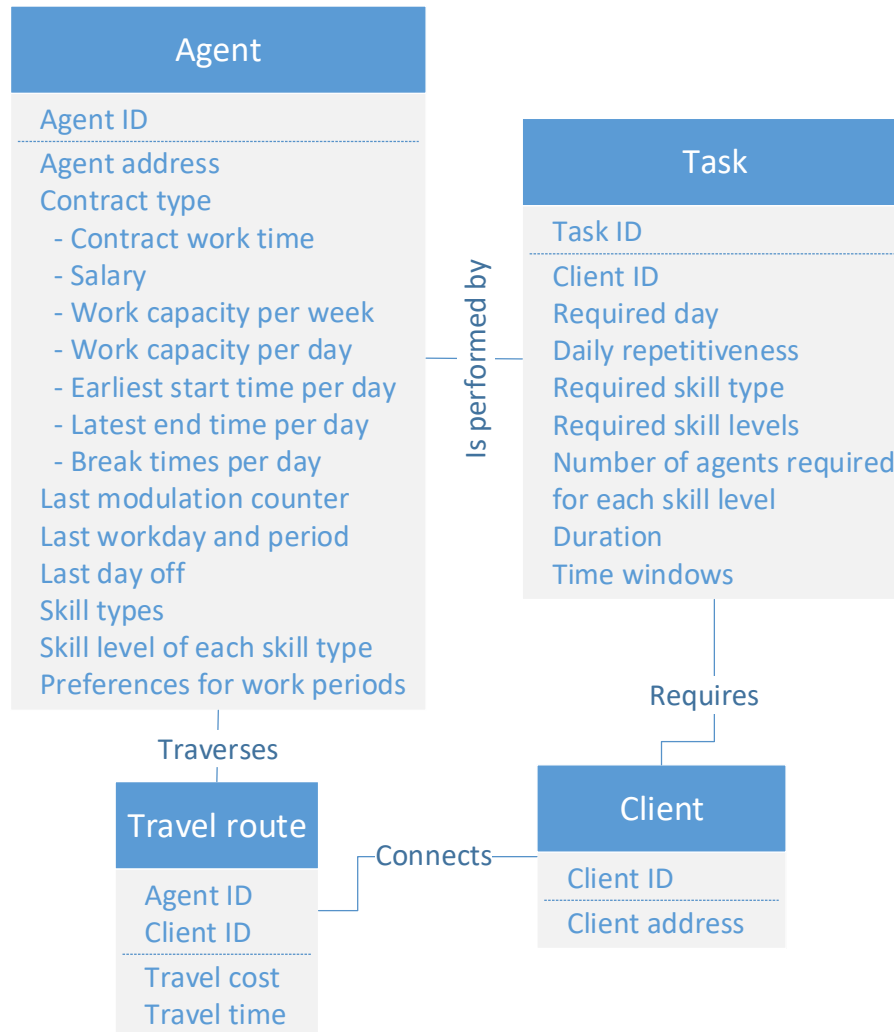 Agent
Agent ID
Agent address
Contract type
- Contract work time
- Salary
- Work capacity per week
- Work capacity per day
- Earliest start time per day
- Latest end time per day
- Break times per day
Last modulation counter
Last workday and period
Last day off
Skill types
Skill level of each skill type
Preferences for work periods
Is performed by
Task
Task ID
Client ID
Required day
Daily repetitiveness
Required skill type
Required skill levels
Number of agents required
for each skill level
Duration
Time windows
Traverses
Requires
Travel route
Agent ID
Client ID
Travel cost
Travel time
Connects
Client
Client ID
Client address